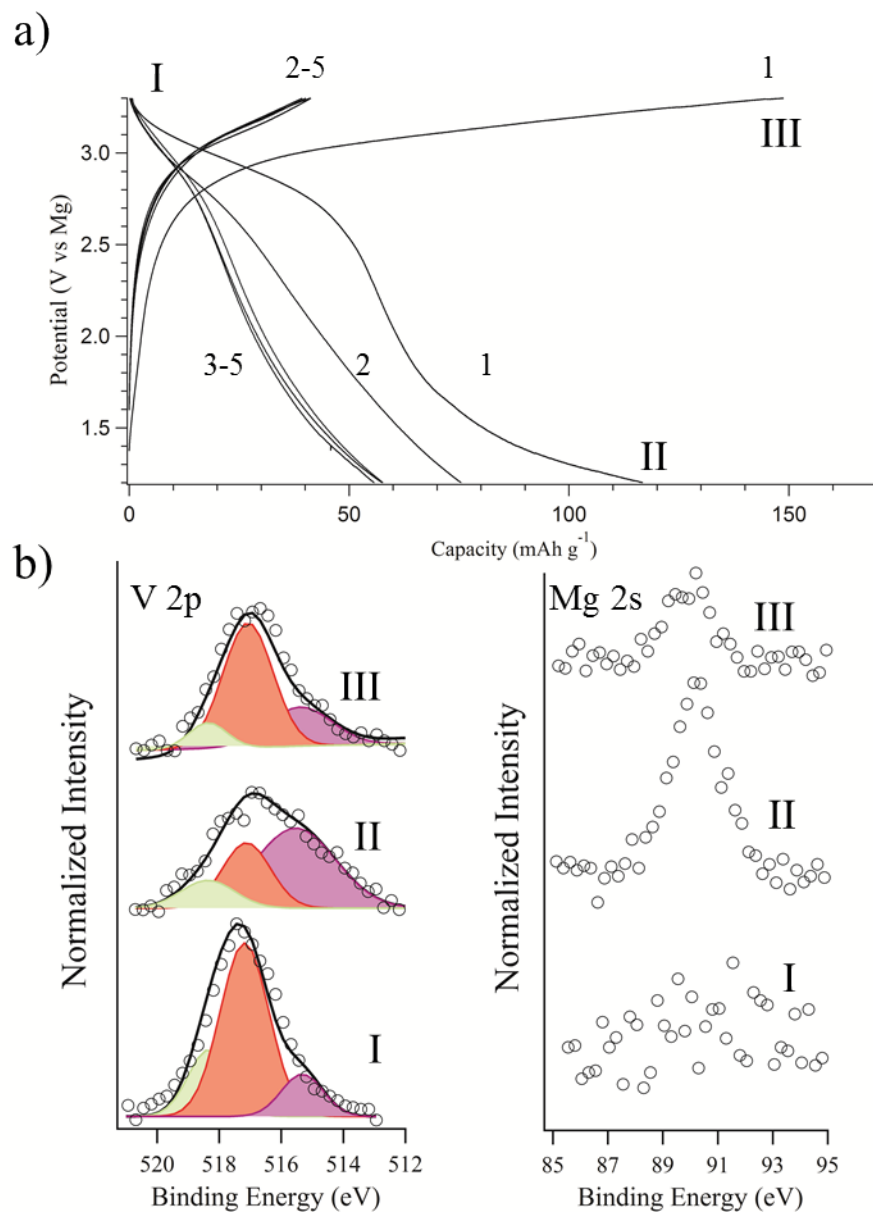 a)
I
2-5
1
III
3.0
2.5
2.0
1.5
Potential (V vs Mg)
3-5
2
1
II
0
50
100
150
Capacity (mAh g-1)
b)
V 2p
III
II
I
Normalized Intensity
520
518
516
514
512
Binding Energy (eV)
Mg 2s
III
II
I
Normalized Intensity
85
87
89
91
93
95
Binding Energy (eV)